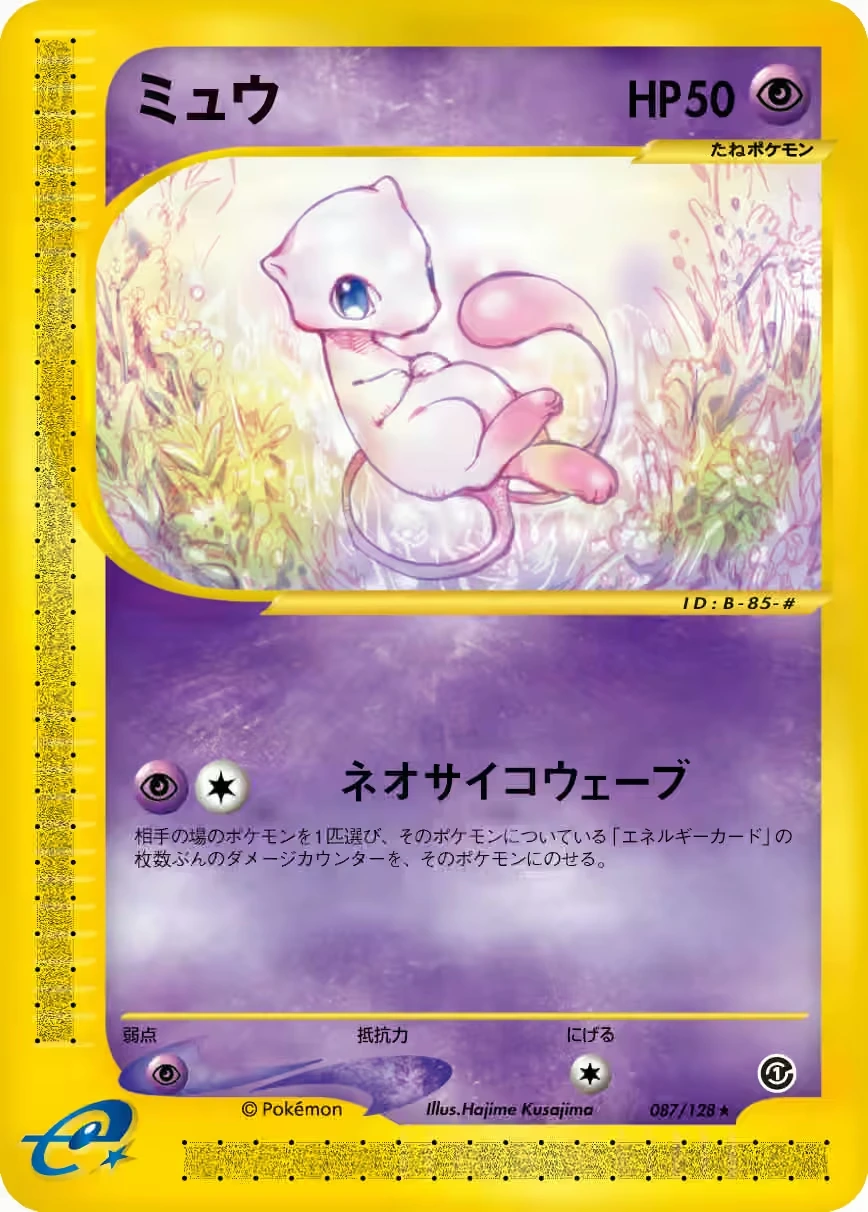 ミュウ
HP50
たねポケモン
ID : B-85-#
ネオサイコウェーブ
相手の場のポケモンを1匹選び、そのポケモンについている「エネルギーカード」の
枚数ぶんのダメージカウンターを、そのポケモンにのせる。
弱点 抵抗力 にげる
1
© Pokémon Illus.Hajime Kusajima 087/128★
e